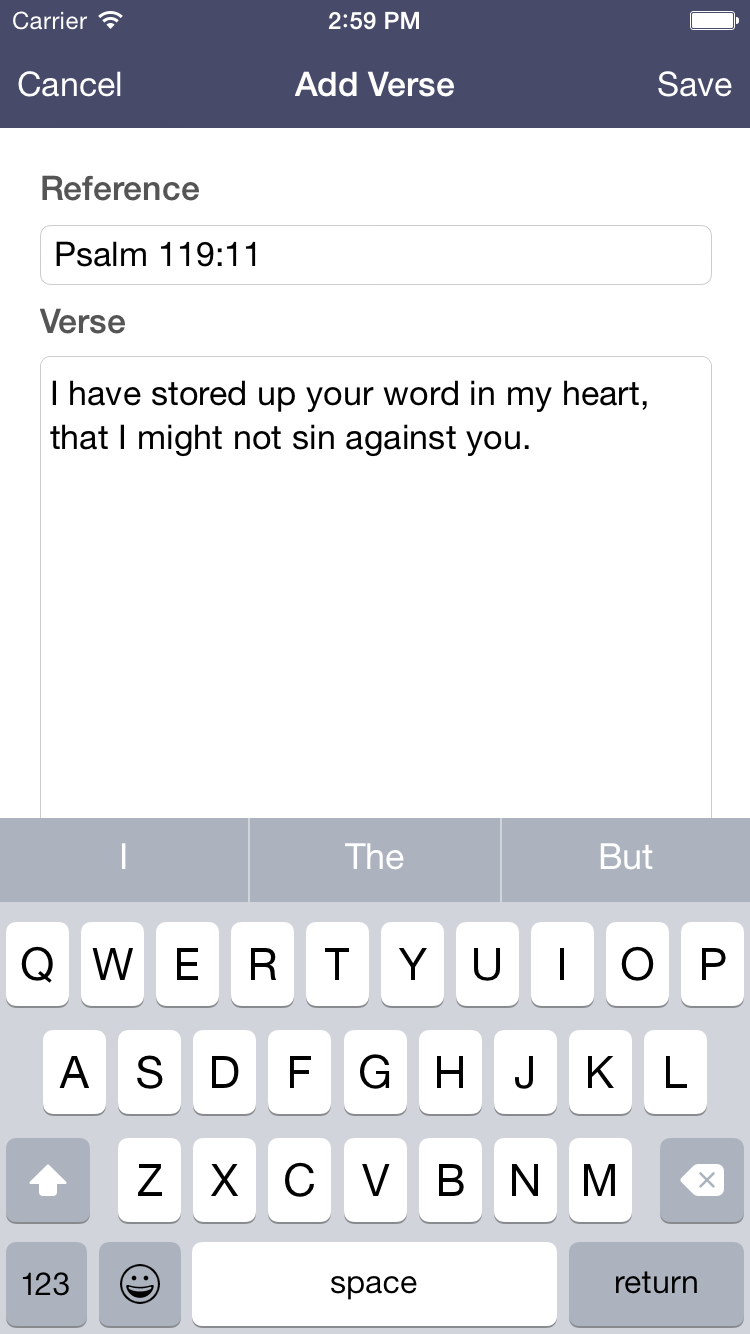 Carrier 2:59 PM
Cancel Add Verse Save
Reference
Psalm 119:11
Verse
I have stored up your word in my heart,
that I might not sin against you.
I The But
Q W E R T Y U I O P
A S D F G H J K L
Z X C V B N M
123 space return